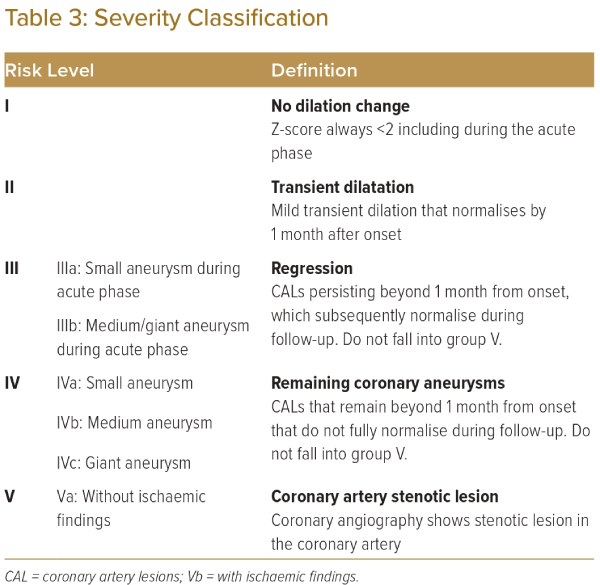 Table 3: Severity Classification
Risk Level Definition
I No dilation change
Z-score always <2 including during the acute
phase
II Transient dilatation
Mild transient dilation that normalises by
1 month after onset
III IIIa: Small aneurysm during
acute phase
IIIb: Medium/giant aneurysm
during acute phase
Regression
CALs persisting beyond 1 month from onset,
which subsequently normalise during
follow-up. Do not fall into group V.
IV IVa: Small aneurysm
IVb: Medium aneurysm
IVc: Giant aneurysm
Remaining coronary aneurysms
CALs that remain beyond 1 month from onset
that do not fully normalise during follow-up. Do
not fall into group V.
V Va: Without ischaemic
findings
Coronary artery stenotic lesion
Coronary angiography shows stenotic lesion in
the coronary artery
CAL = coronary artery lesions; Vb = with ischaemic findings.